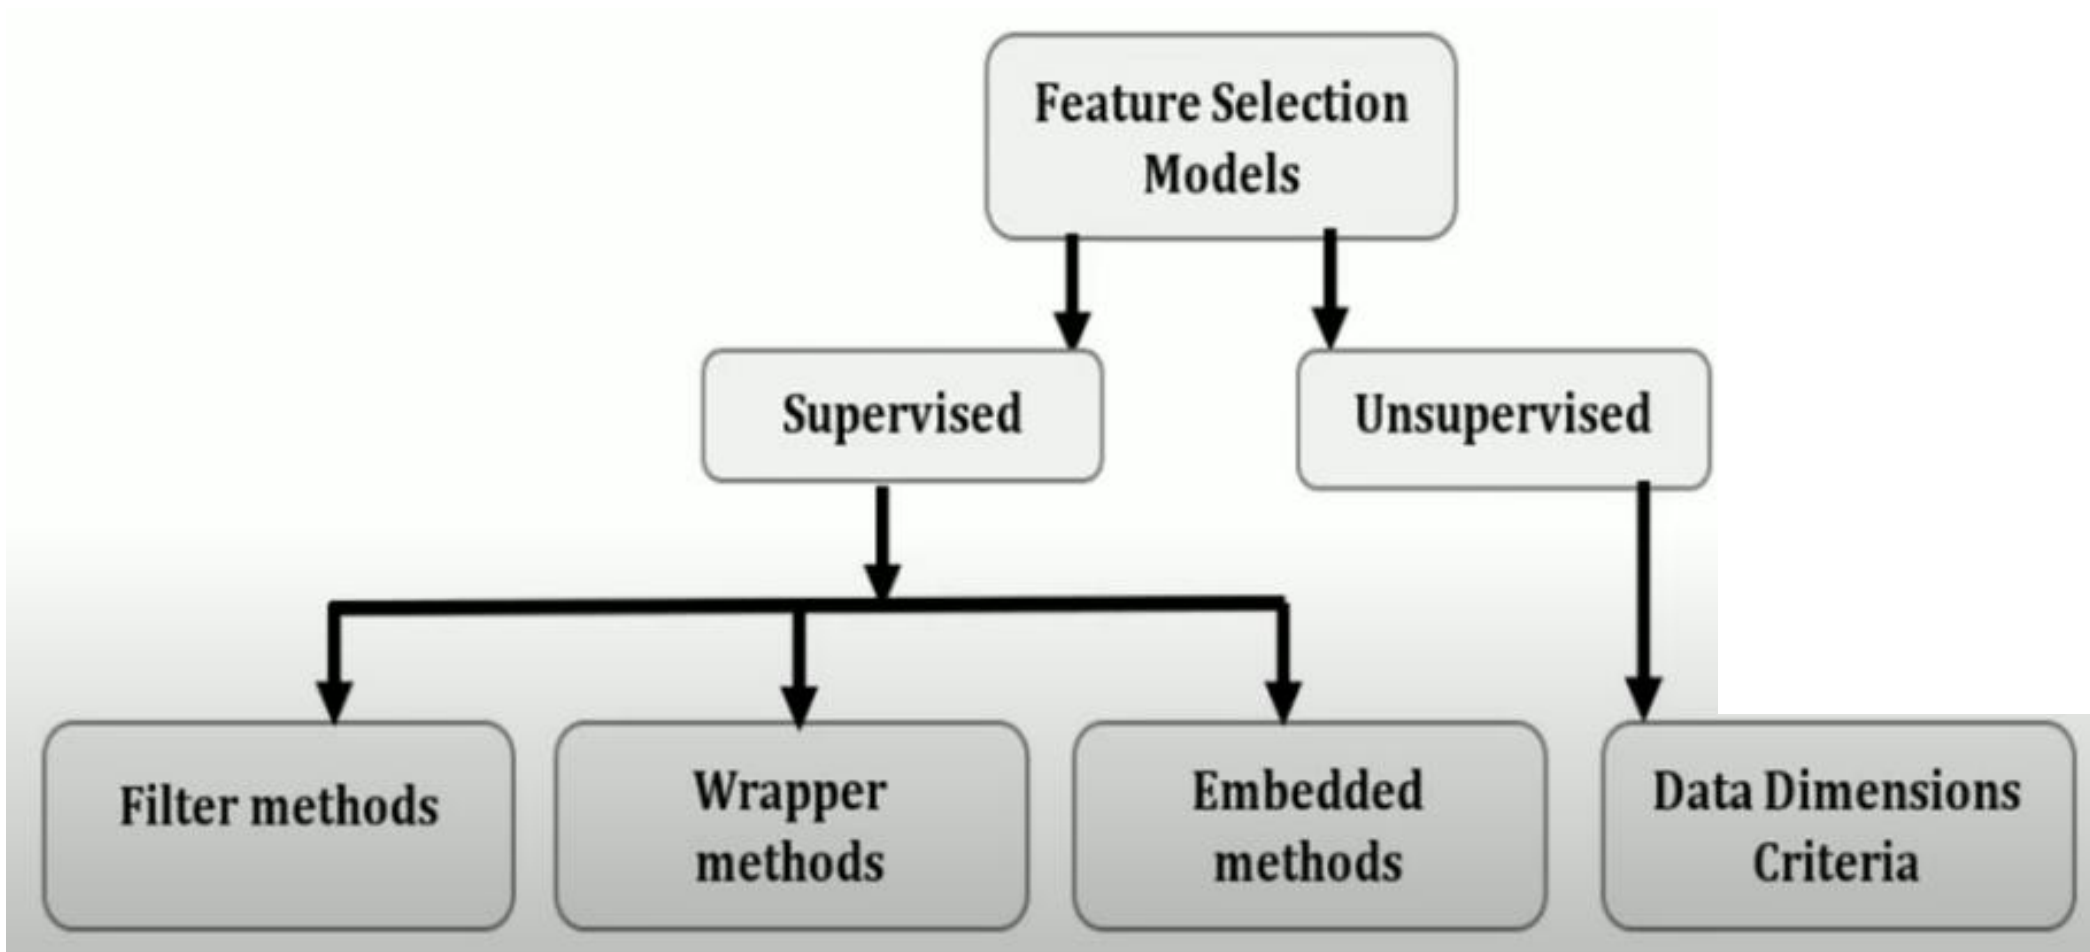 Feature Selection
Models
Supervised
Unsupervised
Filter methods
Wrapper
methods
Embedded
methods
Data Dimensions
Criteria